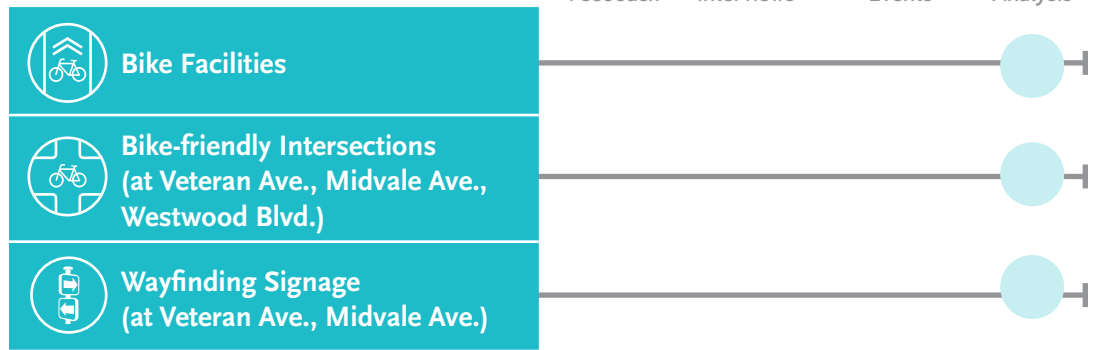 Analysis
Bike Facilities
Bike-friendly Intersections
(at Veteran Ave., Midvale Ave.,
Westwood Blvd.)
Wayfinding Signage
(at Veteran Ave., Midvale Ave.)